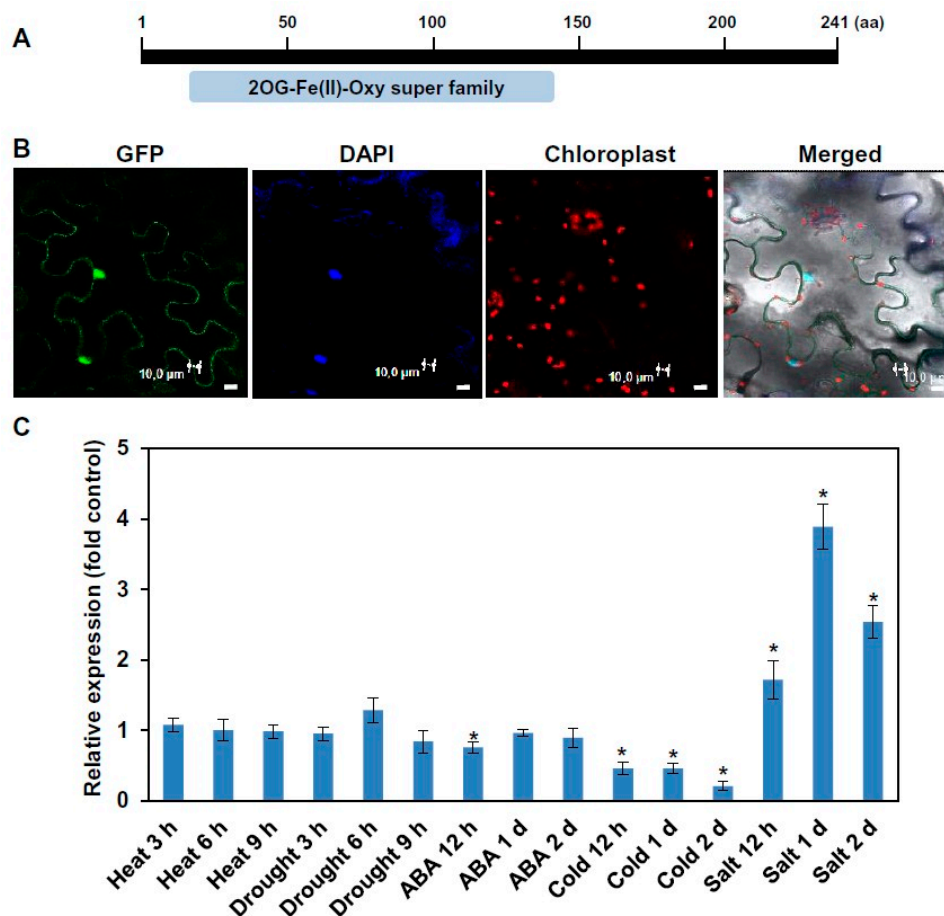 A
1 50 100 150 200 241 (aa)
2OG-Fe(II)-Oxy super family
B
GFP DAPI Chloroplast Merged
10,0 µm 10,0 µm 10,0 µm 10,0 µm
C
Relative expression (fold control)
5
4
3
2
1
0
* * * * * * *
Heat 3 h
Heat 6 h
Heat 9 h
Drought 3 h
Drought 6 h
Drought 9 h
ABA 12 h
ABA 1 d
ABA 2 d
Cold 12 h
Cold 1 d
Cold 2 d
Salt 12 h
Salt 1 d
Salt 2 d